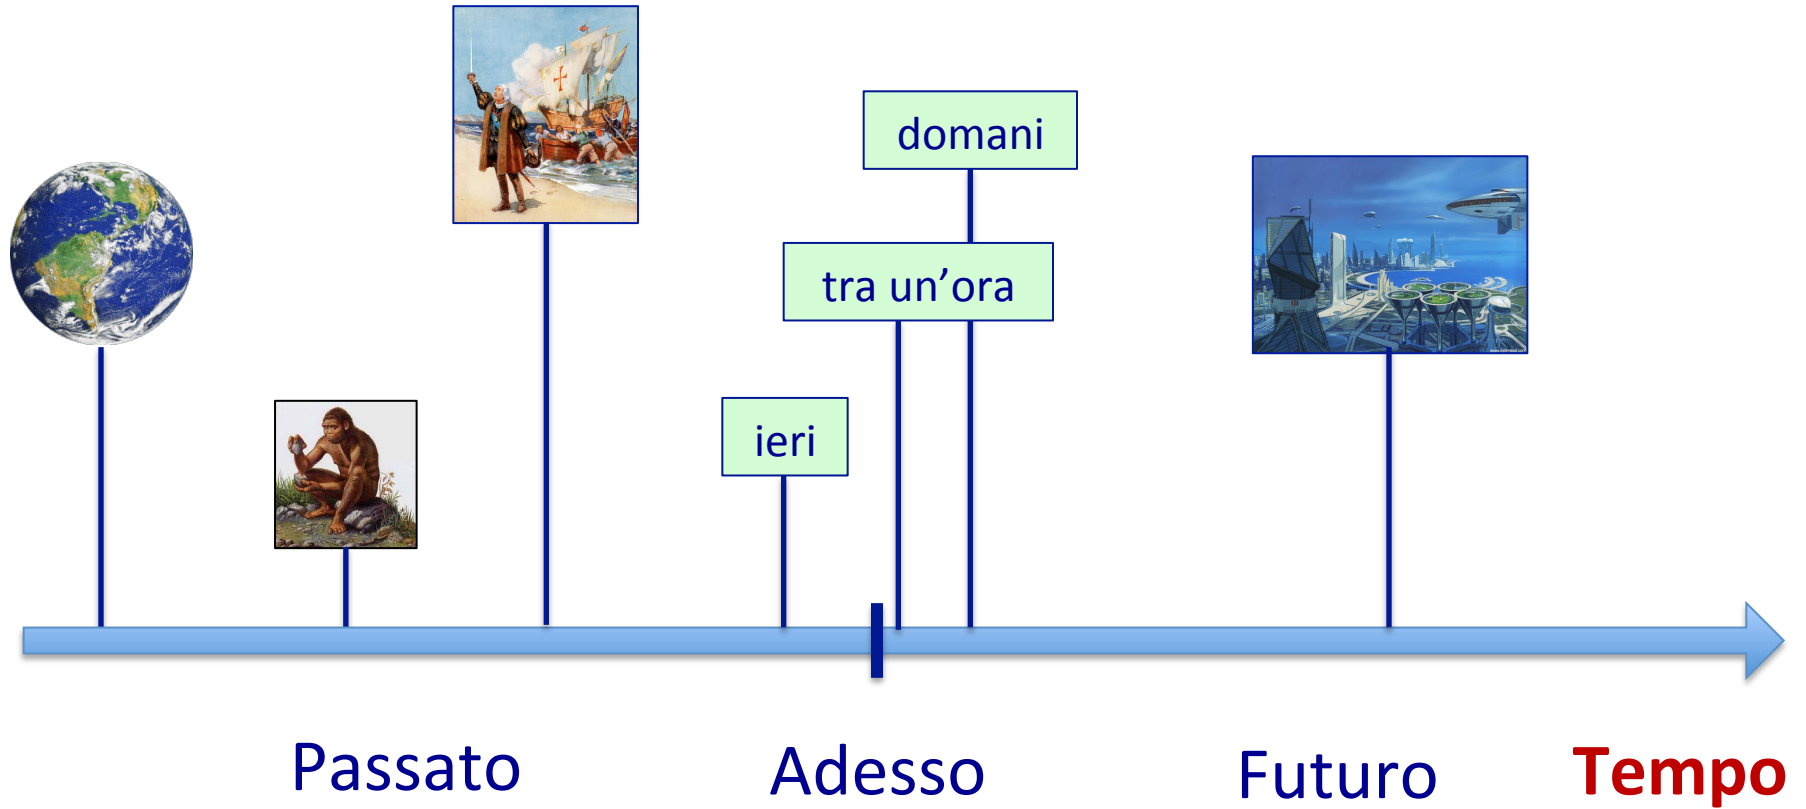 domani
tra un’ora
ieri
Passato
Adesso
Futuro
Tempo